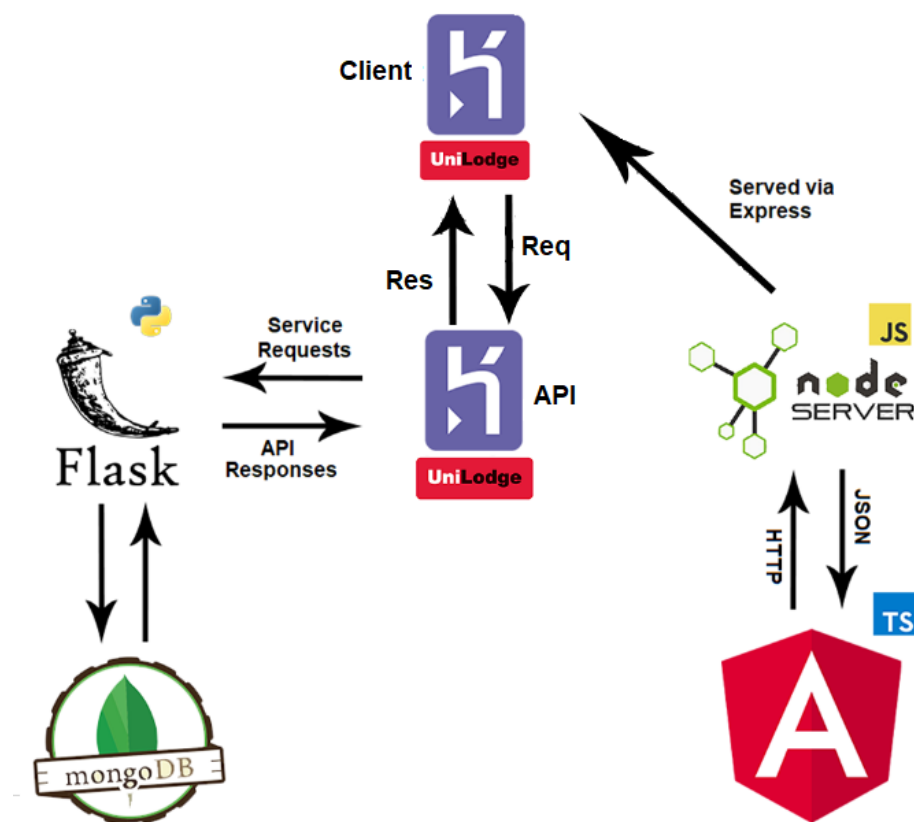 Client
UniLodge
Served via
Express
Res
Req
Service
Requests
API
UniLodge
API
Responses
Flask
JS
node
SERVER
HTTP
JSON
TS
mongoDB
A